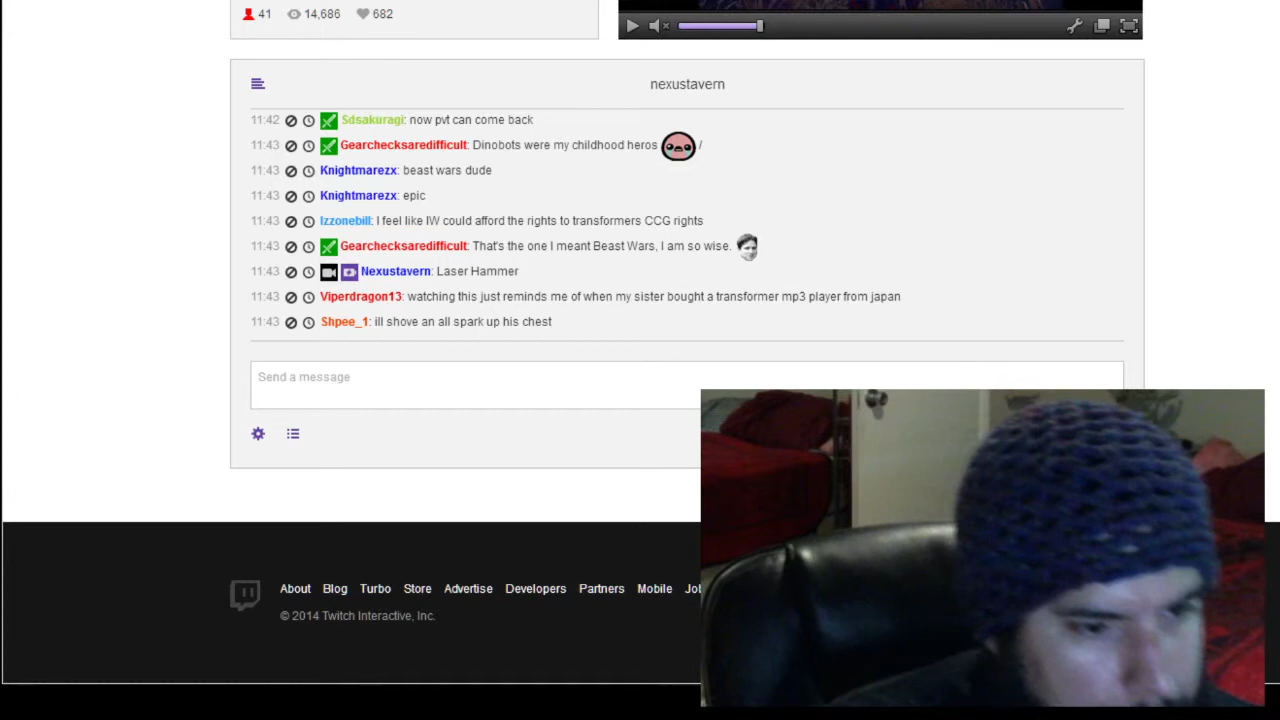 41 14,686 682
nexustavern
11:42 Sdsakuragi: now pvt can come back
11:43 Gearchecksaredifficult: Dinobots were my childhood heros /
11:43 Knightmarezx: beast wars dude
11:43 Knightmarezx: epic
11:43 Izzonebill: I feel like IW could afford the rights to transformers CCG rights
11:43 Gearchecksaredifficult: That's the one I meant Beast Wars, I am so wise.
11:43 Nexustavern: Laser Hammer
11:43 Viperdragon13: watching this just reminds me of when my sister bought a transformer mp3 player from japan
11:43 Shpee_1: ill shove an all spark up his chest
Send a message
About Blog Turbo Store Advertise Developers Partners Mobile
© 2014 Twitch Interactive, Inc.